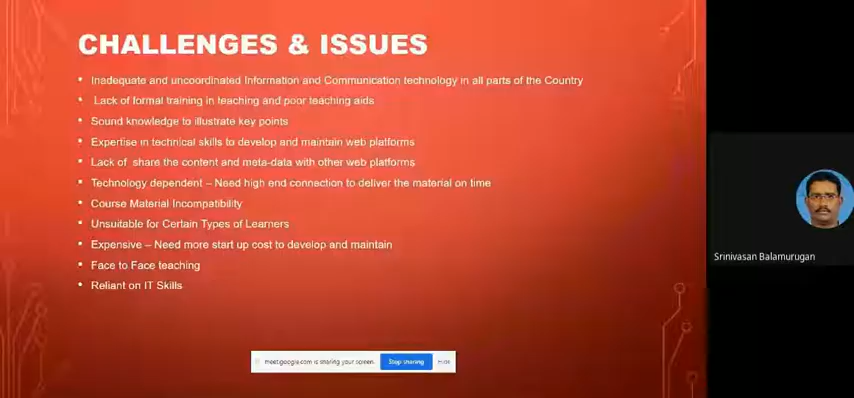 CHALLENGES & ISSUES
• Inadequate and uncoordinated Information and Communication technology in all parts of the Country
• Lack of formal training in teaching and poor teaching aids
• Sound knowledge to illustrate key points
• Expertise in technical skills to develop and maintain web platforms
• Lack of share the content and meta-data with other web platforms
• Technology dependent – Need high end connection to deliver the material on time
• Course Material Incompatibility
• Unsuitable for Certain Types of Learners
• Expensive – Need more start up cost to develop and maintain
• Face to Face teaching
• Reliant on IT Skills
Srinivasan Balamurugan
meet.google.com is sharing your screen. Stop sharing Hide